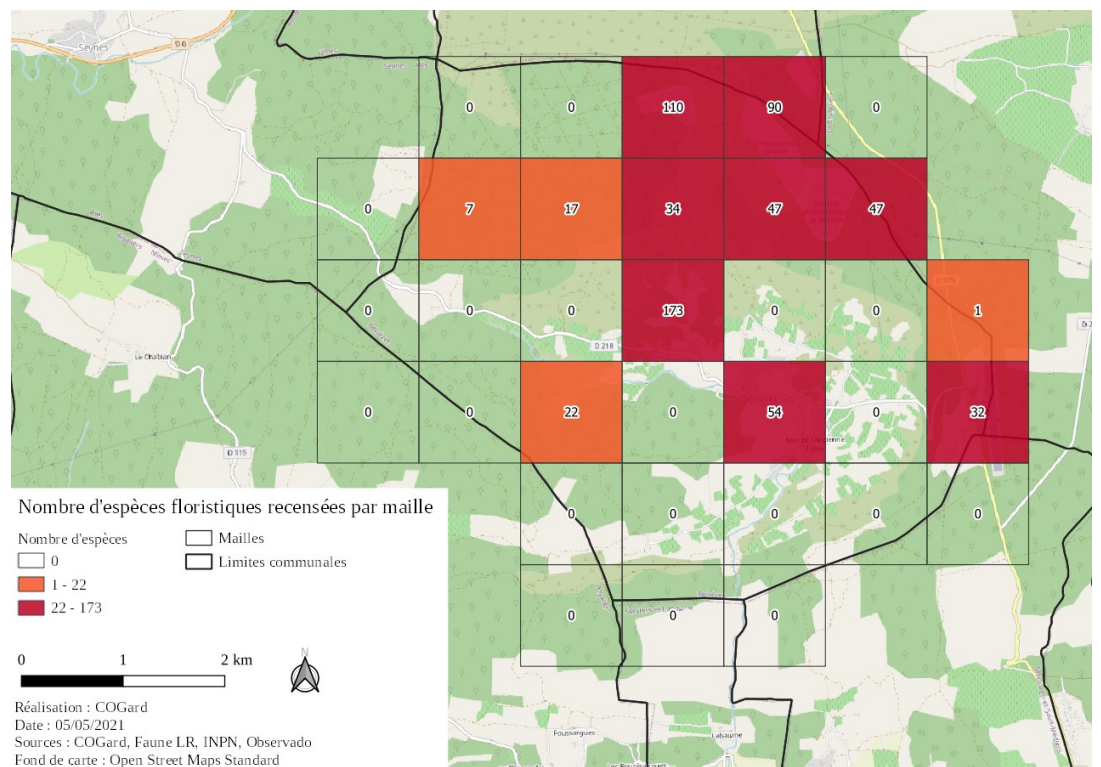 Seynes
D 6
0
0
110
90
0
0
7
17
34
47
47
0
0
0
173
0
0
1
D 218
Le Chabian
0
0
22
0
54
0
32
D 115
0
0
0
0
0
0
0
0
Nombre d'espèces floristiques recensées par maille
Nombre d'espèces
0
1 - 22
22 - 173
Mailles
Limites communales
0 1 2 km
N
Réalisation : COGard
Date : 05/05/2021
Sources : COGard, Faune LR, INPN, Observado
Fond de carte : Open Street Maps Standard
Foussargues
Labaume